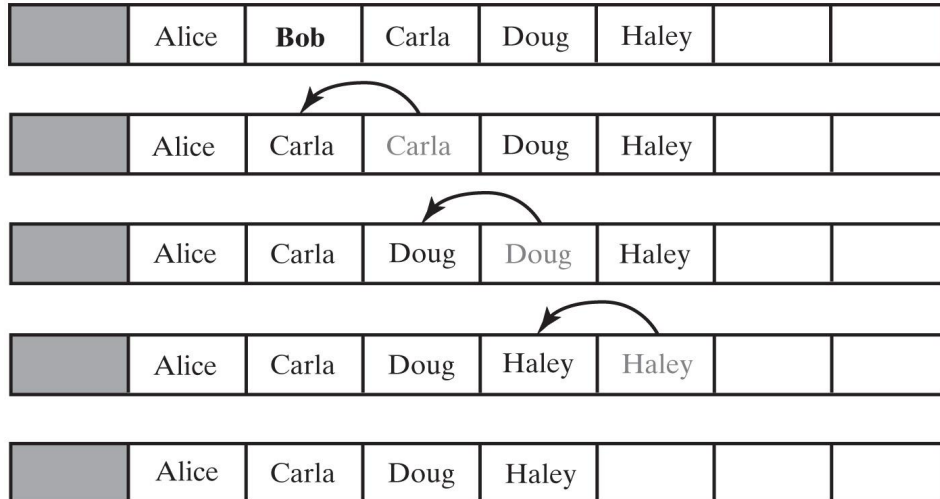 Alice Bob Carla Doug Haley
Alice Carla Carla Doug Haley
Alice Carla Doug Doug Haley
Alice Carla Doug Haley Haley
Alice Carla Doug Haley